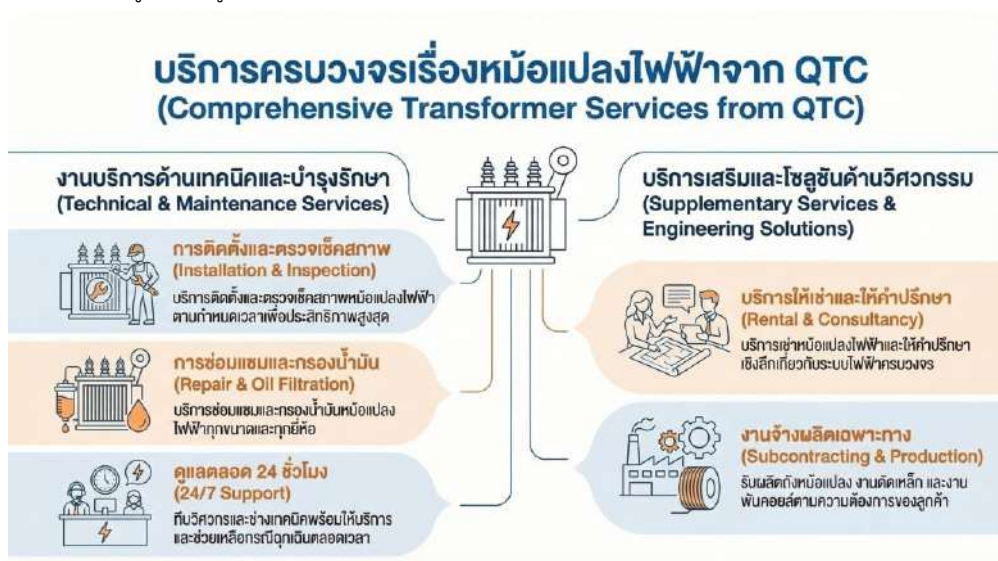 บริการครบวงจรเรื่องหม้อแปลงไฟฟ้าจาก QTC
(Comprehensive Transformer Services from QTC)
งานบริการด้านเทคนิคและบำรุงรักษา
(Technical & Maintenance Services)
การติดตั้งและตรวจเช็คสภาพ
(Installation & Inspection)
บริการติดตั้งและตรวจเช็คสภาพหม้อแปลงไฟฟ้า
ตามกำหนดเวลาเพื่อประสิทธิภาพสูงสุด
การซ่อมแซมและกรองน้ำมัน
(Repair & Oil Filtration)
บริการซ่อมแซมและกรองน้ำมันหม้อแปลง
ไฟฟ้าทุกขนาดและทุกยี่ห้อ
ดูแลตลอด 24 ชั่วโมง
(24/7 Support)
ทีมวิศวกรและช่างเทคนิคพร้อมให้บริการ
และช่วยเหลือกรณีฉุกเฉินตลอดเวลา
บริการเสริมและโซลูชันด้านวิศวกรรม
(Supplementary Services &
Engineering Solutions)
บริการให้เช่าและให้คำปรึกษา
(Rental & Consultancy)
บริการเช่าหม้อแปลงไฟฟ้าและให้คำปรึกษา
เชิงลึกเกี่ยวกับระบบไฟฟ้าครบวงจร
งานจ้างผลิตเฉพาะทาง
(Subcontracting & Production)
รับผลิตถังหม้อแปลง งานตัดเหล็ก และงาน
พันคอยล์ตามความต้องการของลูกค้า